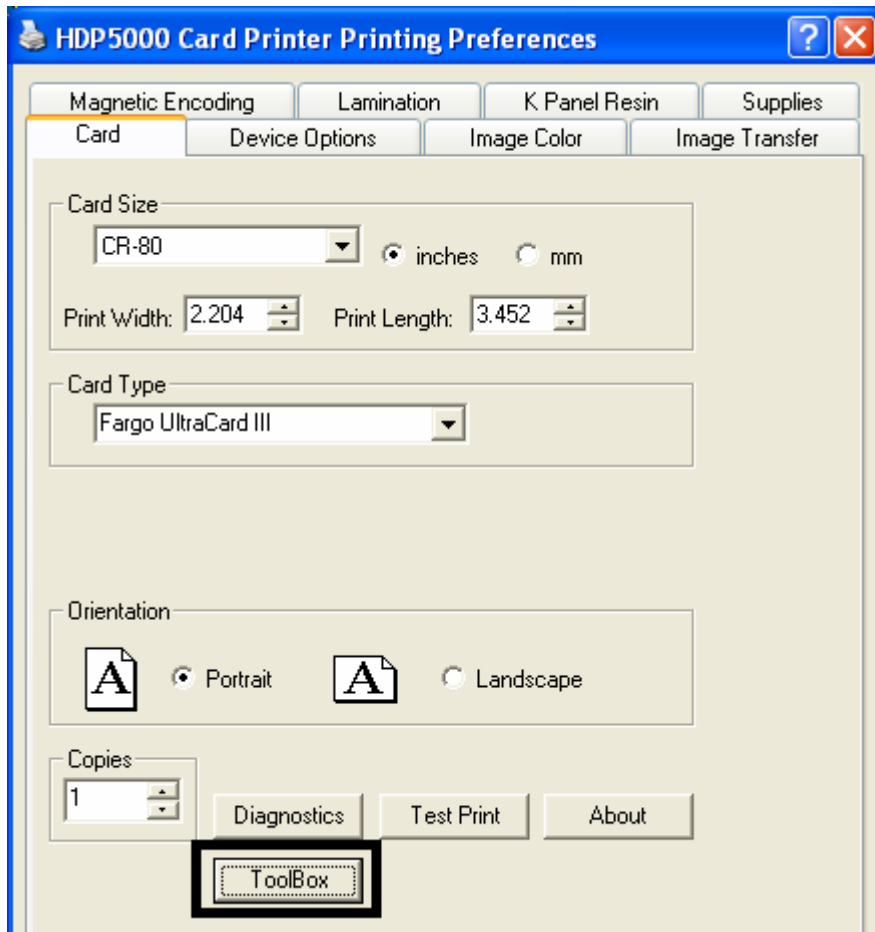 HDP5000 Card Printer Printing Preferences
Magnetic Encoding Lamination K Panel Resin Supplies
Card Device Options Image Color Image Transfer
Card Size
CR-80 inches mm
Print Width: 2.204 Print Length: 3.452
Card Type
Fargo UltraCard III
Orientation
A Portrait A Landscape
Copies
1 Diagnostics Test Print About
ToolBox